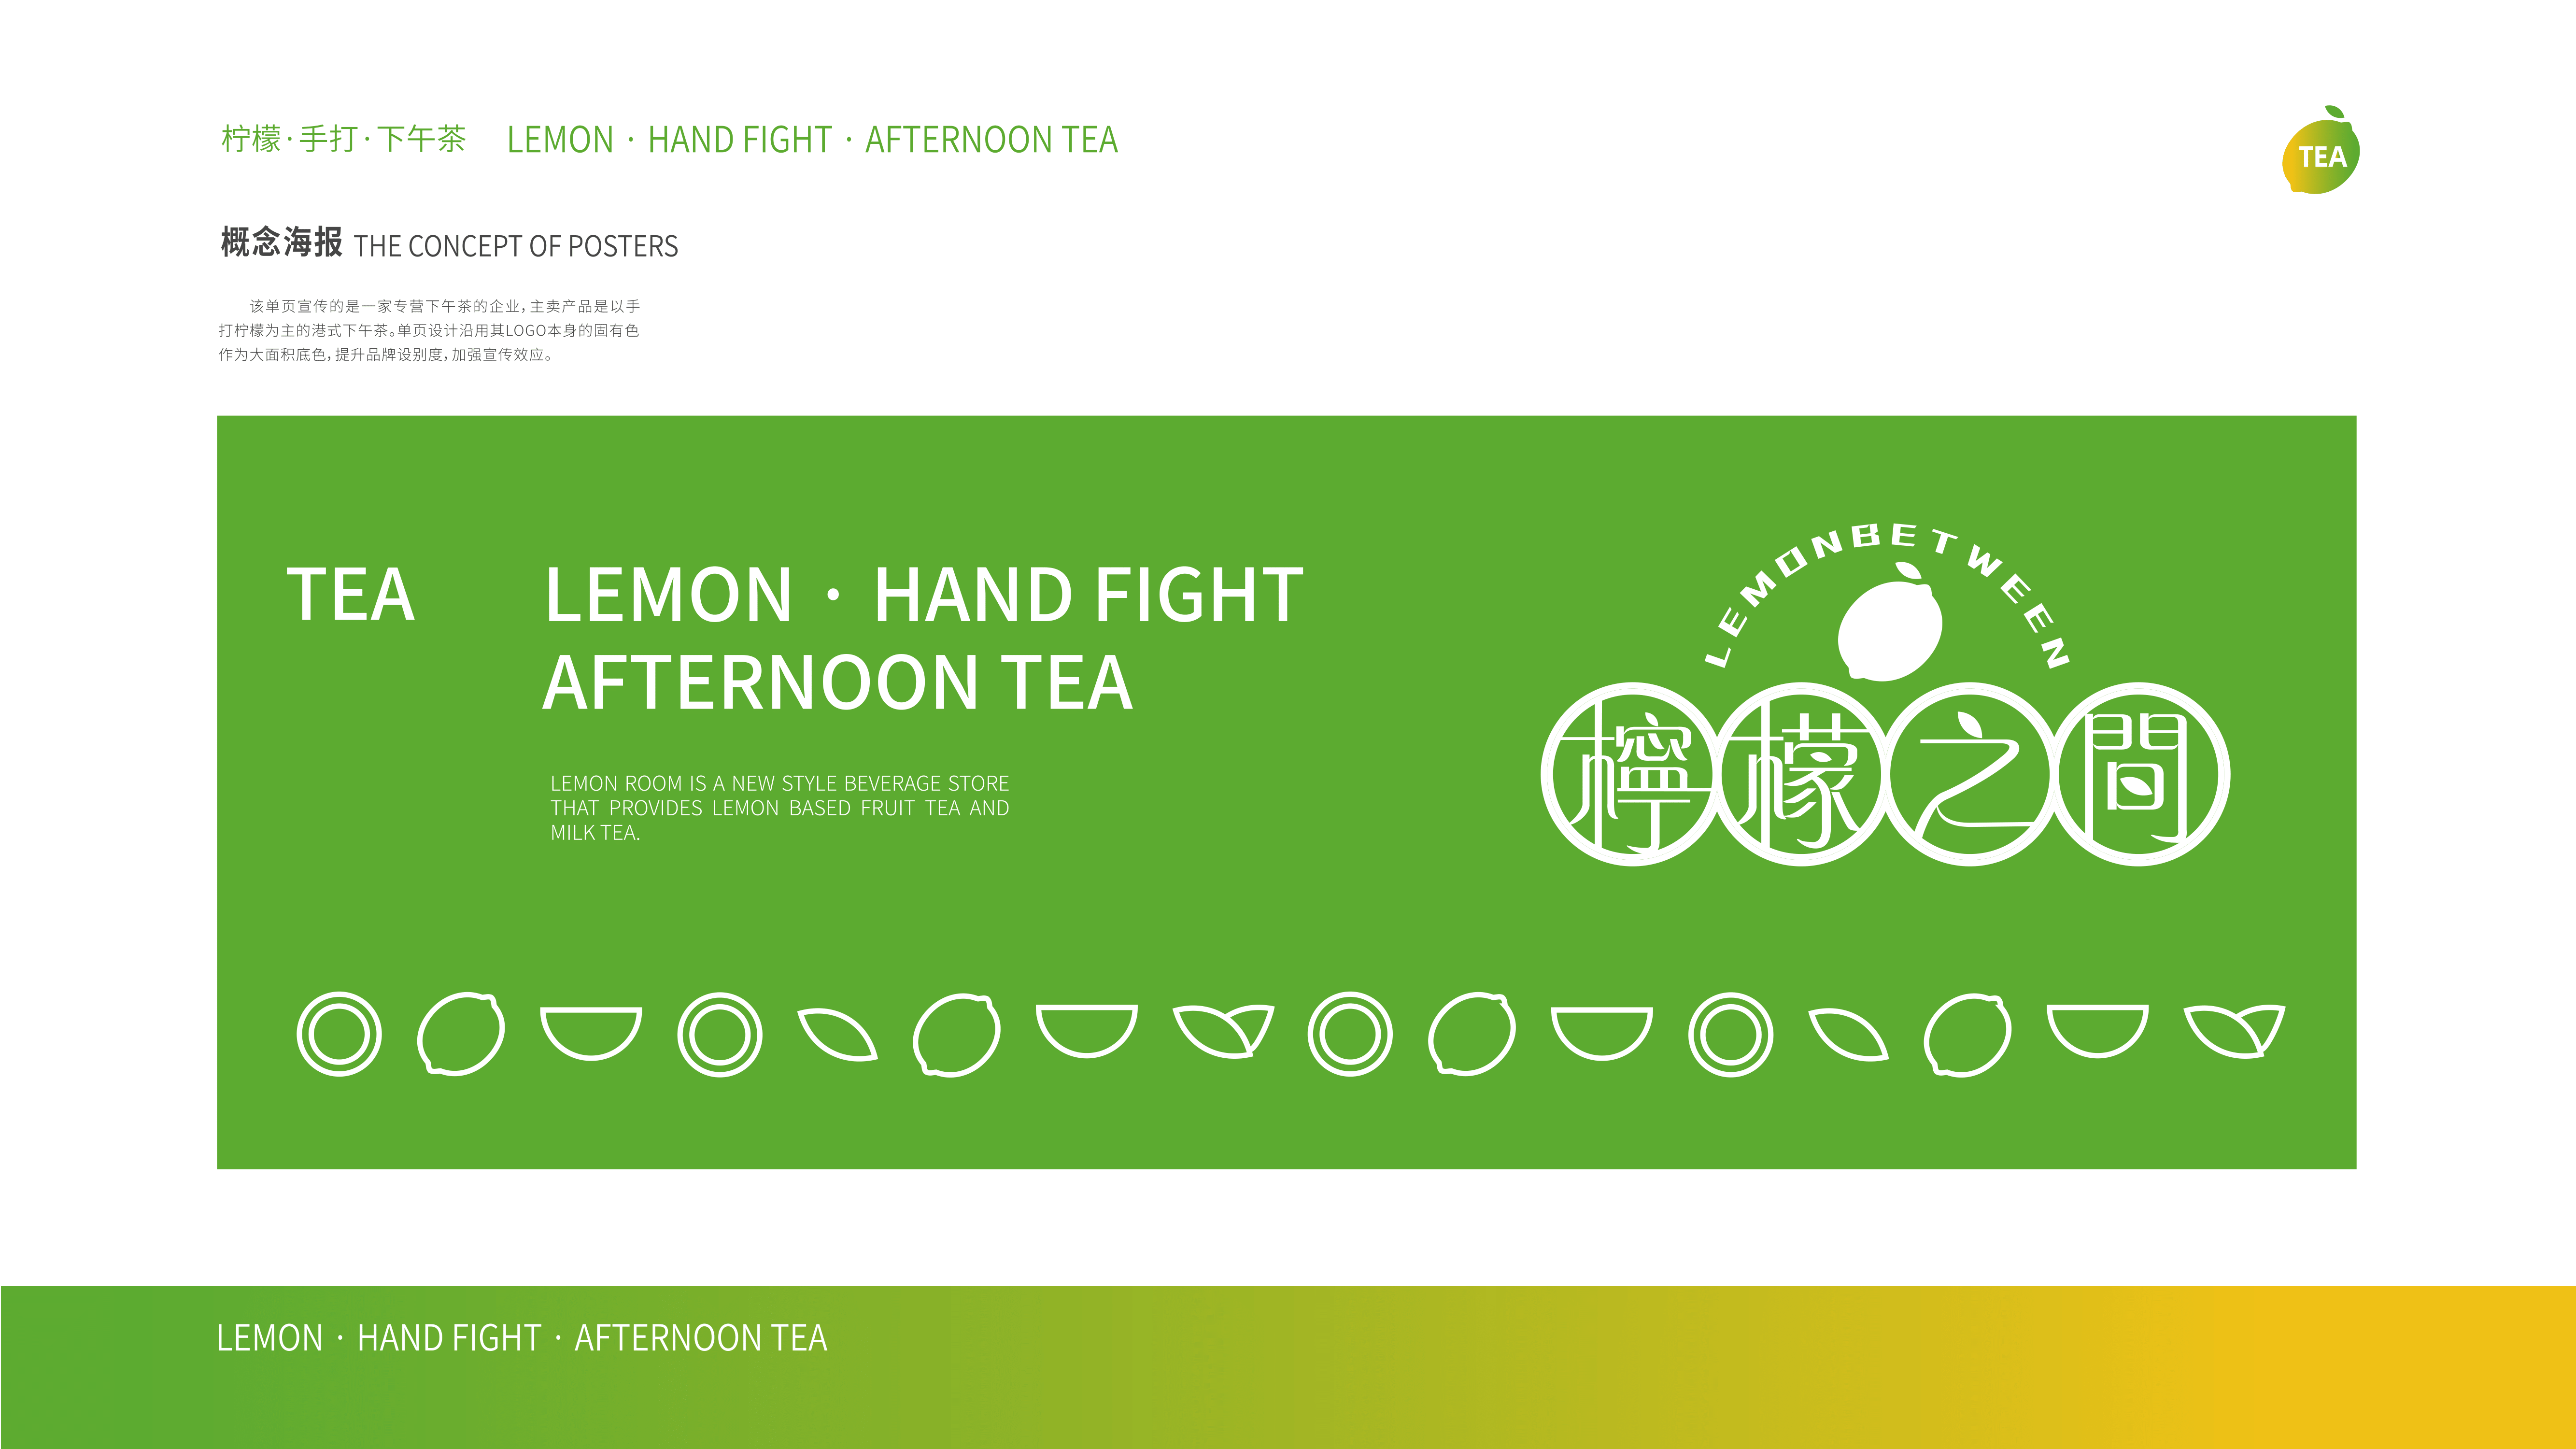 柠檬·手打·下午茶 LEMON · HAND FIGHT · AFTERNOON TEA
TEA
概念海报 THE CONCEPT OF POSTERS
该单页宣传的是一家专营下午茶的企业，主卖产品是以手
打柠檬为主的港式下午茶。单页设计沿用其LOGO本身的固有色
作为大面积底色，提升品牌设别度，加强宣传效应。
TEA
LEMON · HAND FIGHT
AFTERNOON TEA
LEMON ROOM IS A NEW STYLE BEVERAGE STORE
THAT PROVIDES LEMON BASED FRUIT TEA AND
MILK TEA.
LEMONBETWEEN
檸檬之間
LEMON · HAND FIGHT · AFTERNOON TEA